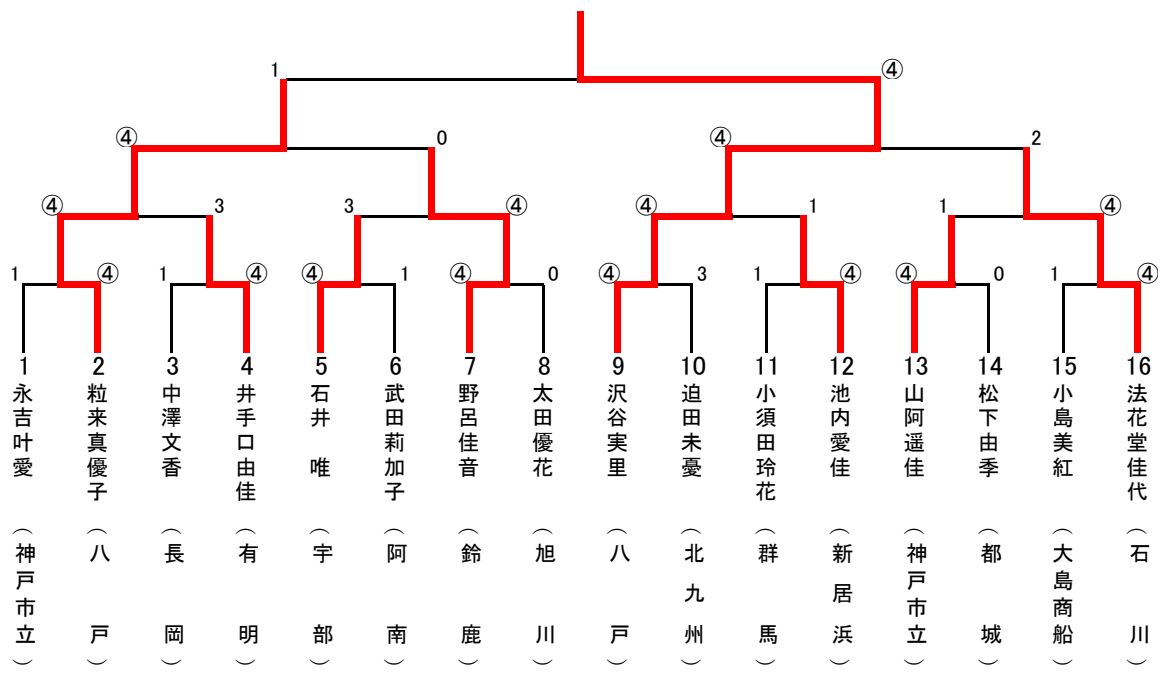 1 ④
④ 0 ④ 2
④ 3 3 ④ ④ 1 1 ④
1 ④ 1 ④ ④ 1 ④ 0 ④ 3 1 ④ ④ 0 1 ④
1 2 3 4 5 6 7 8 9 10 11 12 13 14 15 16
永吉叶愛（神戸市立）
粒来真優子（八戸）
中澤文香（長岡）
井手口由佳（有明）
石井 唯（宇部）
武田莉加子（阿南）
野呂佳音（鈴鹿）
太田優花（旭川）
沢谷実里（八戸）
迫田未憂（北九州）
小須田玲花（群馬）
池内愛佳（新居浜）
山阿遥佳（神戸市立）
松下由季（都城）
小島美紅（大島商船）
法花堂佳代（石川）